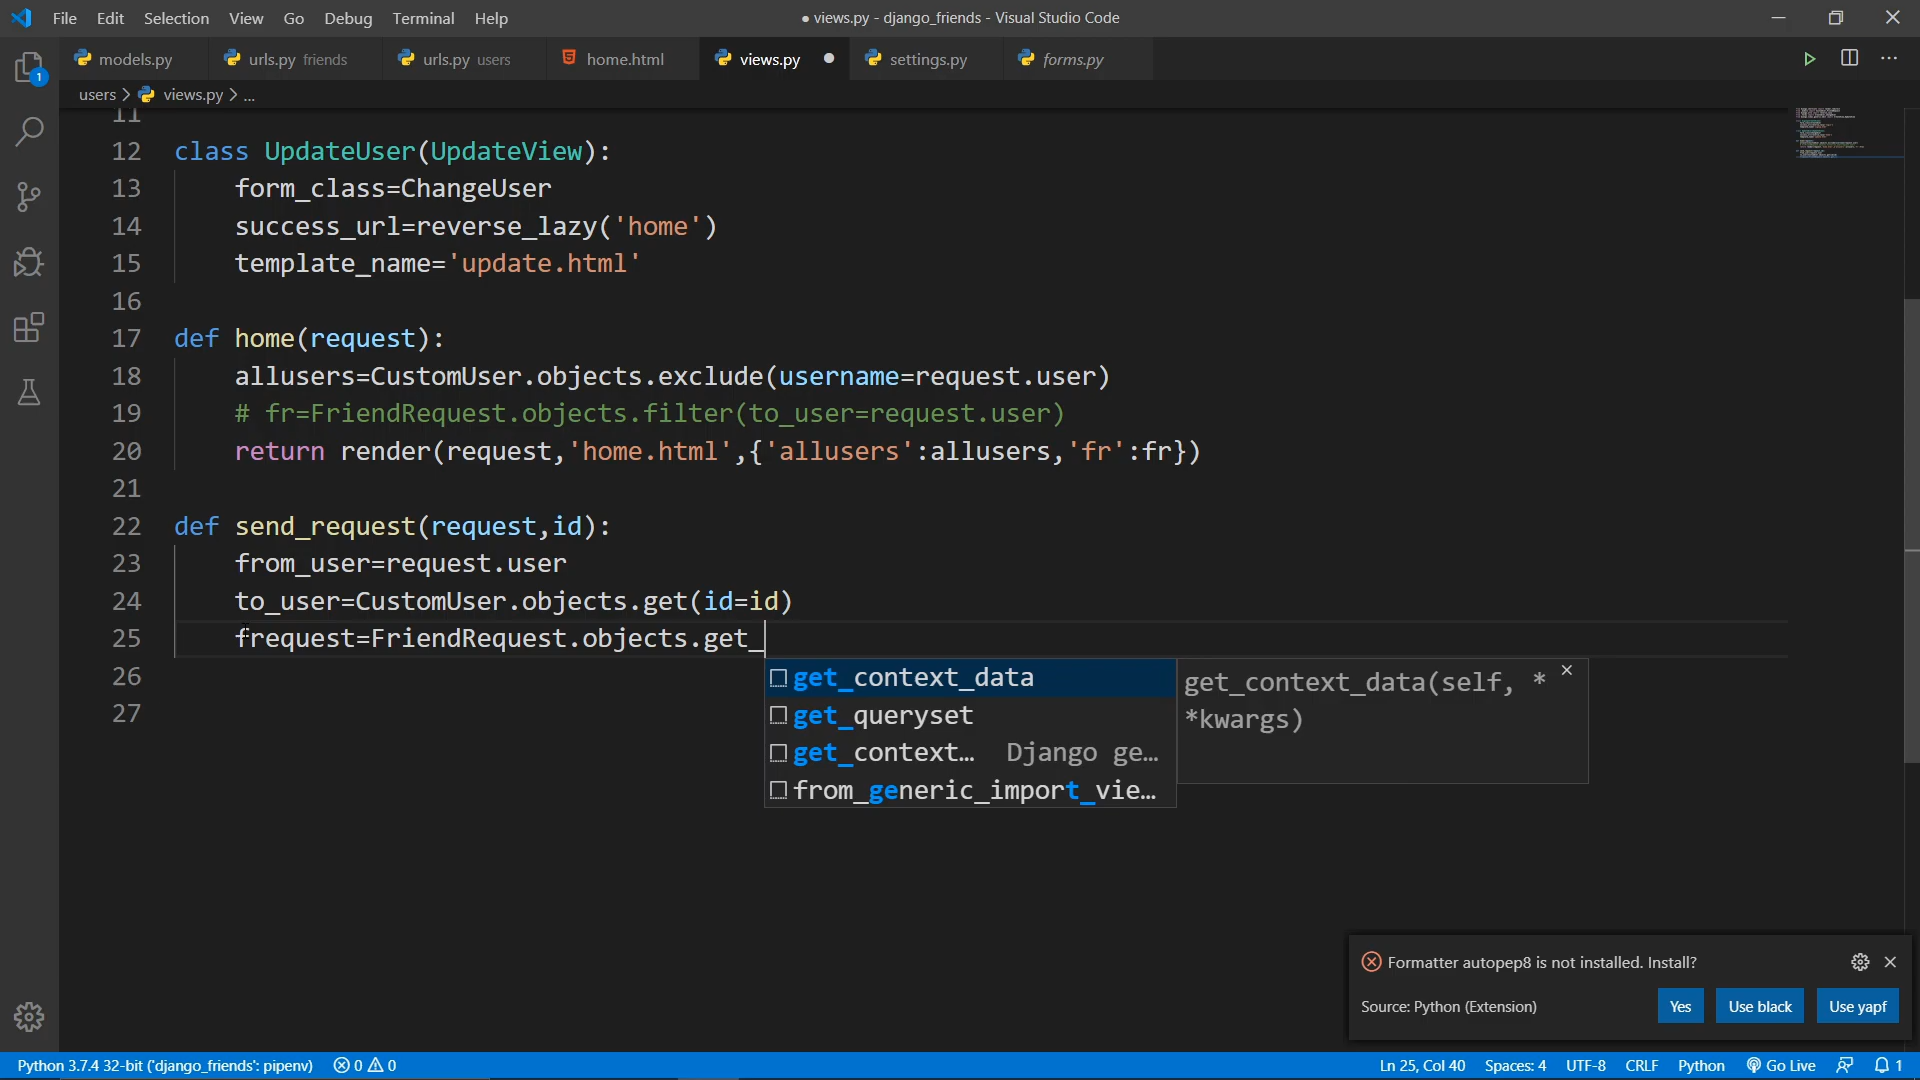 File Edit Selection View Go Debug Terminal Help
● views.py - django_friends - Visual Studio Code
models.py
urls.py friends
urls.py users
home.html
views.py
settings.py
forms.py
users > views.py > ...
1
11
12 class UpdateUser(UpdateView):
13 form_class=ChangeUser
14 success_url=reverse_lazy('home')
15 template_name='update.html'
16
17 def home(request):
18 allusers=CustomUser.objects.exclude(username=request.user)
19 # fr=FriendRequest.objects.filter(to_user=request.user)
20 return render(request,'home.html',{'allusers':allusers,'fr':fr})
21
22 def send_request(request,id):
23 from_user=request.user
24 to_user=CustomUser.objects.get(id=id)
25 frequest=FriendRequest.objects.get_
26
27
get_context_data
get_queryset
get_context… Django ge…
from_generic_import_vie…
get_context_data(self, *
*kwargs)
Formatter autopep8 is not installed. Install?
Source: Python (Extension)
Yes
Use black
Use yapf
Python 3.7.4 32-bit ('django_friends': pipenv)
0 0
Ln 25, Col 40
Spaces: 4
UTF-8
CRLF
Python
Go Live
1